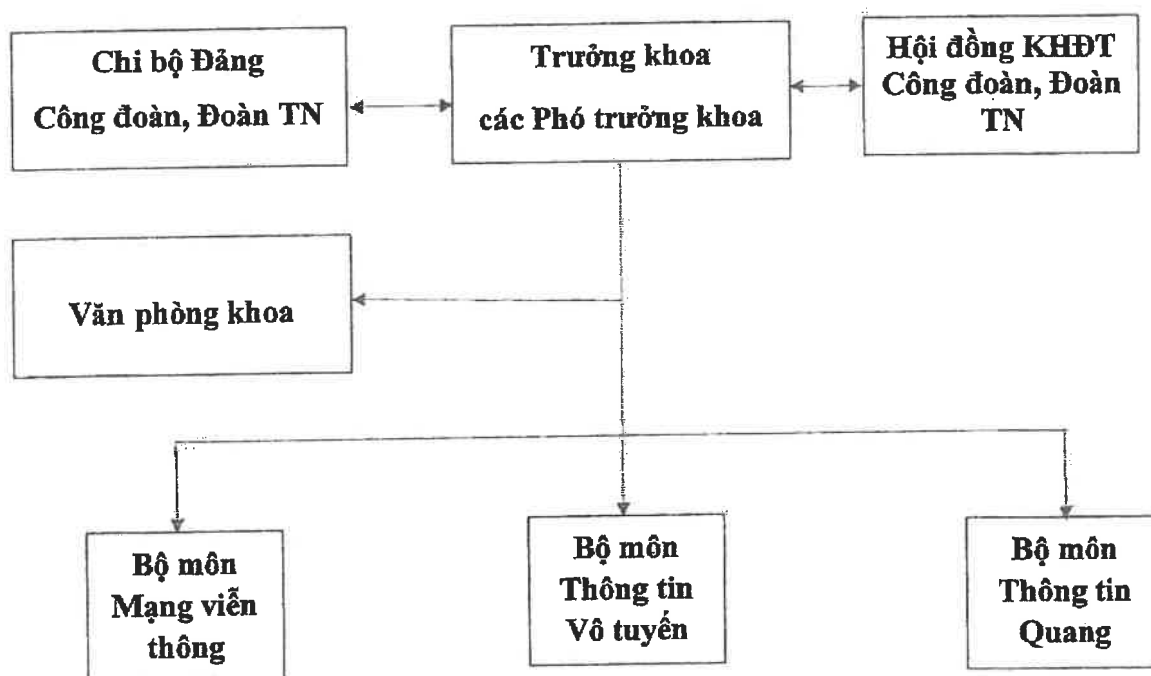 Chi bộ Đảng
Công đoàn, Đoàn TN
Trưởng khoa
các Phó trưởng khoa
Hội đồng KHĐT
Công đoàn, Đoàn
TN
Văn phòng khoa
Bộ môn
Mạng viễn
thông
Bộ môn
Thông tin
Vô tuyến
Bộ môn
Thông tin
Quang